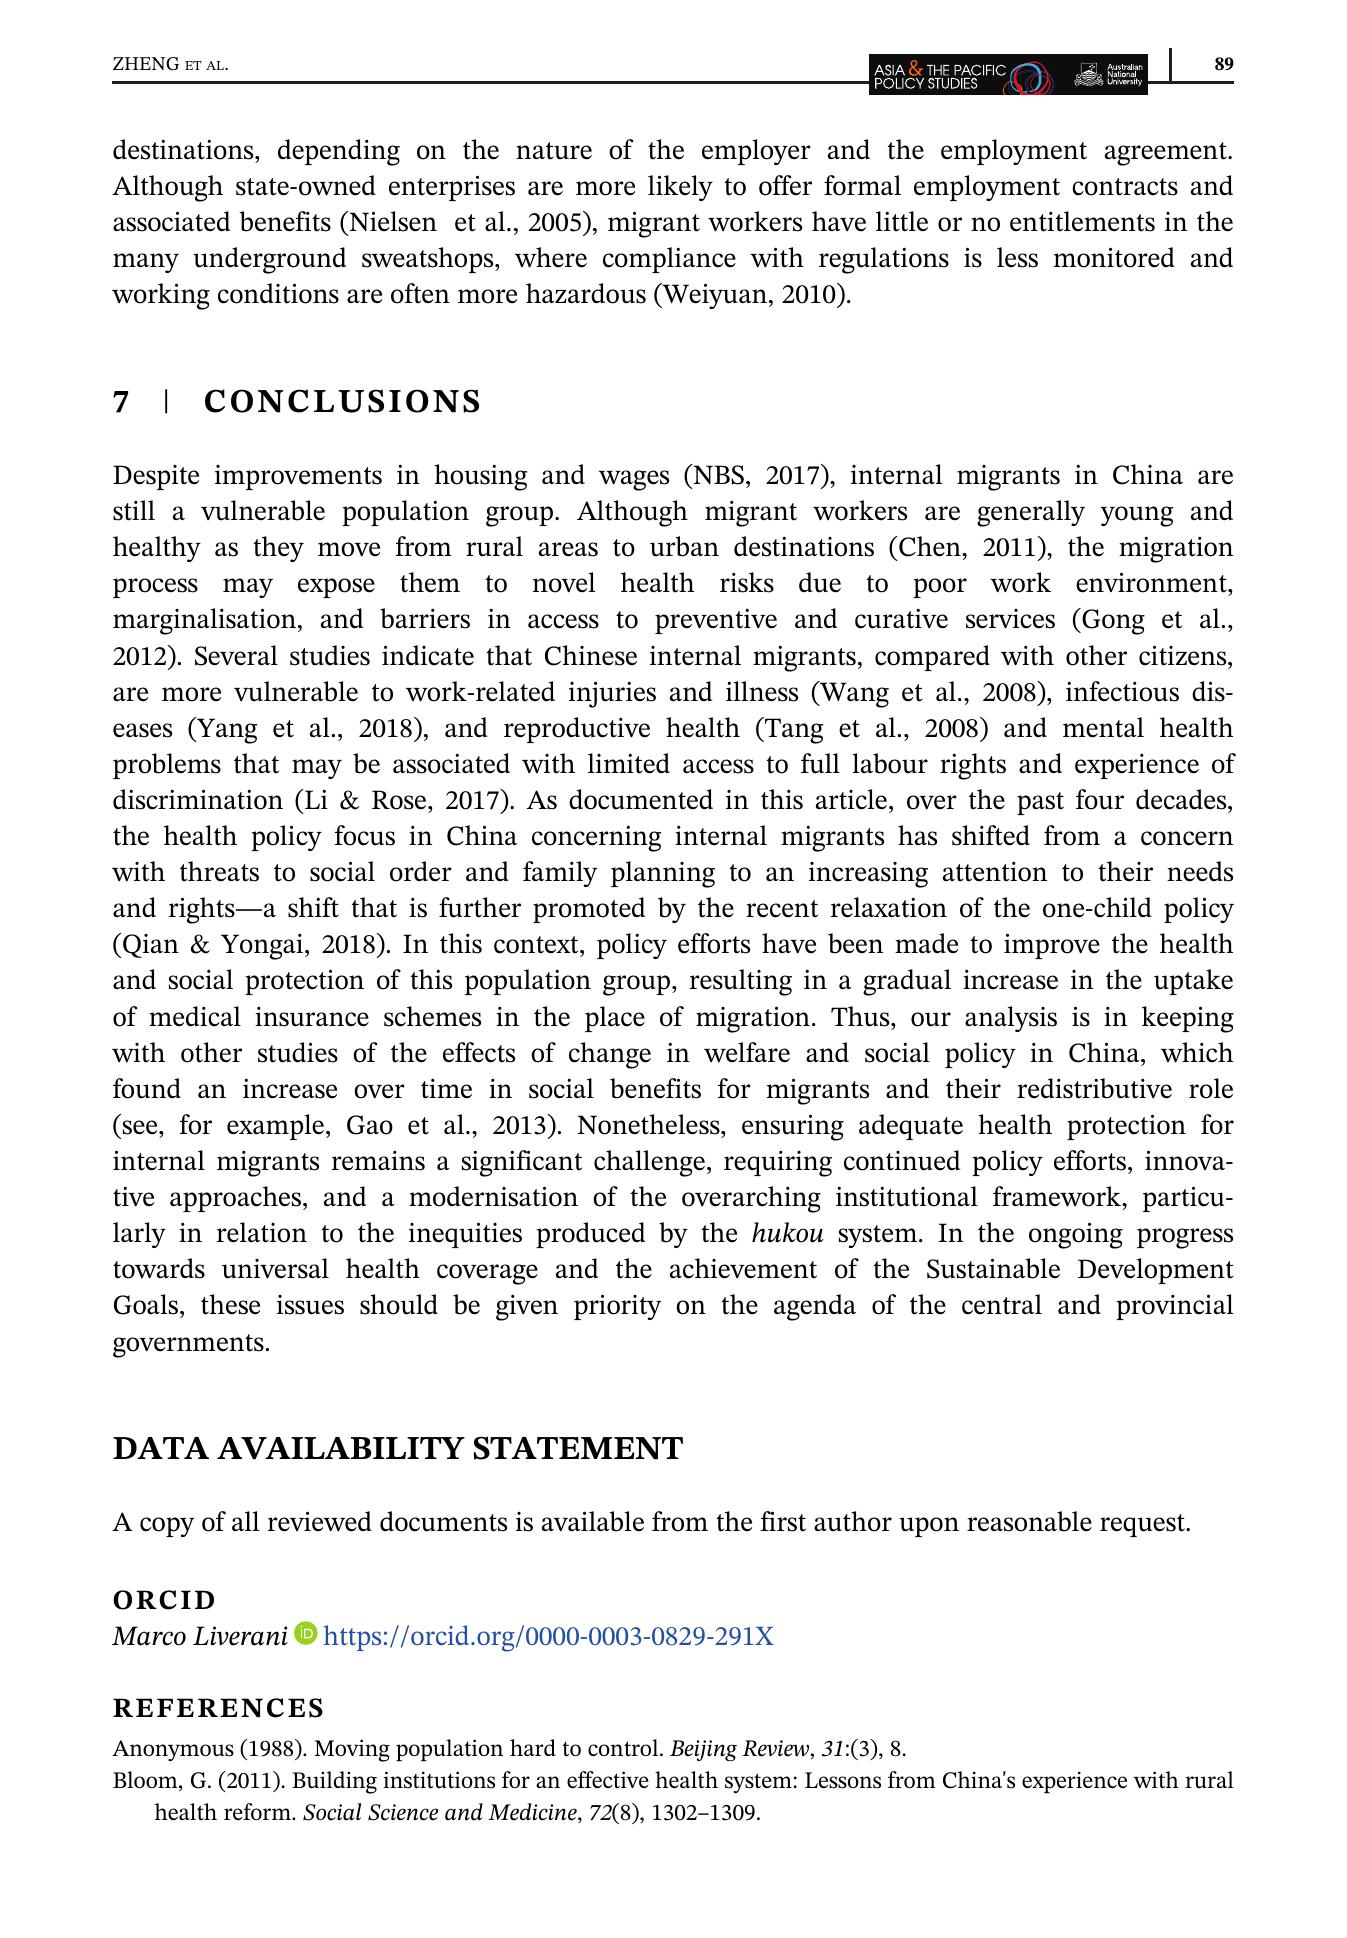 ZHENG ET AL.
ASIA & THE PACIFIC
POLICY STUDIES
Australian
National
University
89
destinations, depending on the nature of the employer and the employment agreement.
Although state-owned enterprises are more likely to offer formal employment contracts and
associated benefits (Nielsen et al., 2005), migrant workers have little or no entitlements in the
many underground sweatshops, where compliance with regulations is less monitored and
working conditions are often more hazardous (Weiyuan, 2010).
7 | CONCLUSIONS
Despite improvements in housing and wages (NBS, 2017), internal migrants in China are
still a vulnerable population group. Although migrant workers are generally young and
healthy as they move from rural areas to urban destinations (Chen, 2011), the migration
process may expose them to novel health risks due to poor work environment,
marginalisation, and barriers in access to preventive and curative services (Gong et al.,
2012). Several studies indicate that Chinese internal migrants, compared with other citizens,
are more vulnerable to work-related injuries and illness (Wang et al., 2008), infectious dis-
eases (Yang et al., 2018), and reproductive health (Tang et al., 2008) and mental health
problems that may be associated with limited access to full labour rights and experience of
discrimination (Li & Rose, 2017). As documented in this article, over the past four decades,
the health policy focus in China concerning internal migrants has shifted from a concern
with threats to social order and family planning to an increasing attention to their needs
and rights—a shift that is further promoted by the recent relaxation of the one-child policy
(Qian & Yongai, 2018). In this context, policy efforts have been made to improve the health
and social protection of this population group, resulting in a gradual increase in the uptake
of medical insurance schemes in the place of migration. Thus, our analysis is in keeping
with other studies of the effects of change in welfare and social policy in China, which
found an increase over time in social benefits for migrants and their redistributive role
(see, for example, Gao et al., 2013). Nonetheless, ensuring adequate health protection for
internal migrants remains a significant challenge, requiring continued policy efforts, innova-
tive approaches, and a modernisation of the overarching institutional framework, particu-
larly in relation to the inequities produced by the hukou system. In the ongoing progress
towards universal health coverage and the achievement of the Sustainable Development
Goals, these issues should be given priority on the agenda of the central and provincial
governments.
DATA AVAILABILITY STATEMENT
A copy of all reviewed documents is available from the first author upon reasonable request.
ORCID
Marco Liverani iD https://orcid.org/0000-0003-0829-291X
REFERENCES
Anonymous (1988). Moving population hard to control. Beijing Review, 31:(3), 8.
Bloom, G. (2011). Building institutions for an effective health system: Lessons from China's experience with rural
health reform. Social Science and Medicine, 72(8), 1302–1309.